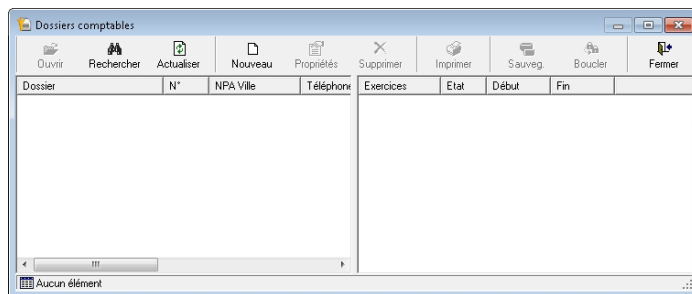 Dossiers comptables
Ouvrir Rechercher Actualiser Nouveau Propriétés Supprimer Imprimer Sauveg. Boucler Fermer
Dossier N° NPA Ville Téléphone Exercices Etat Début Fin
Aucun élément